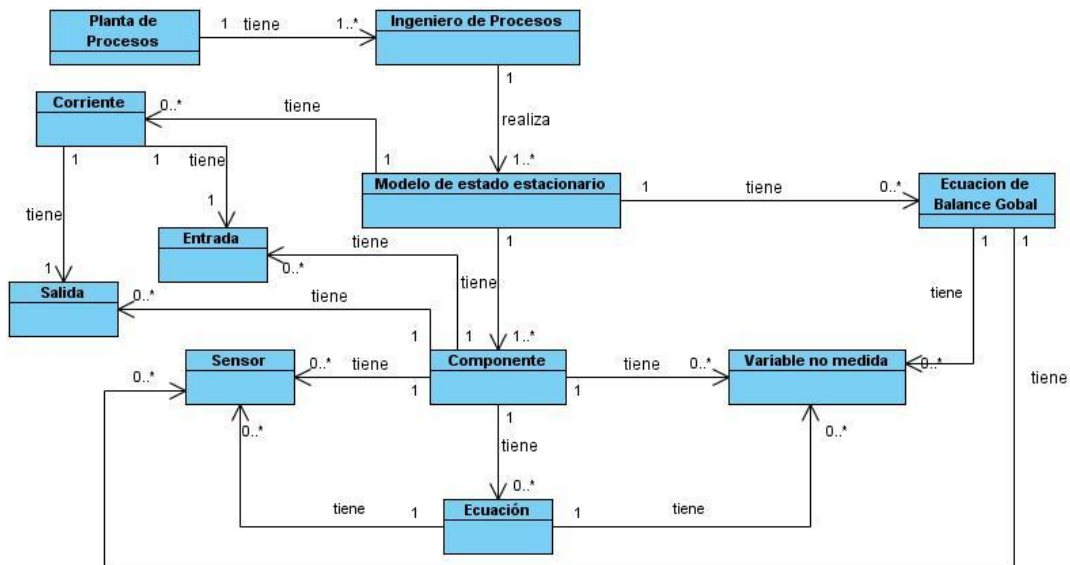 Planta de
Procesos
1 tiene 1..*
Ingeniero de Procesos
1
realiza
1..*
Corriente
0..* tiene 1
1 1 tiene
tiene
1
1
Modelo de estado estacionario
1 tiene 0..*
Ecuacion de
Balance Gobal
1 1
tiene
tiene
Entrada
0..* tiene
1
Salida
0..* tiene
1
1
tiene
1..*
Sensor
0..* tiene 1
Componente
1 tiene 0..*
Variable no medida
0..*
0..*
0..*
0..*
1
tiene
0..*
tiene 1
Ecuación
1 tiene